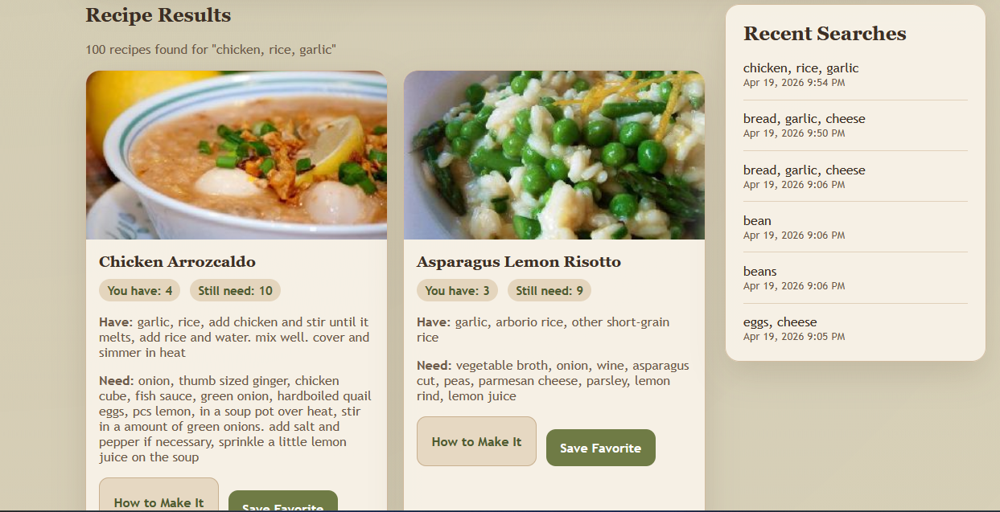 Recipe Results
100 recipes found for "chicken, rice, garlic"
Chicken Arrozcaldo
You have: 4
Still need: 10
Have: garlic, rice, add chicken and stir until it
melts, add rice and water. mix well. cover and
simmer in heat
Need: onion, thumb sized ginger, chicken
cube, fish sauce, green onion, hardboiled quail
eggs, pcs lemon, in a soup pot over heat, stir
in a amount of green onions. add salt and
pepper if necessary, sprinkle a little lemon
juice on the soup
How to Make It
Save Favorite
Asparagus Lemon Risotto
You have: 3
Still need: 9
Have: garlic, arborio rice, other short-grain
rice
Need: vegetable broth, onion, wine, asparagus
cut, peas, parmesan cheese, parsley, lemon
rind, lemon juice
How to Make It
Save Favorite
Recent Searches
chicken, rice, garlic
Apr 19, 2026 9:54 PM
bread, garlic, cheese
Apr 19, 2026 9:50 PM
bread, garlic, cheese
Apr 19, 2026 9:06 PM
bean
Apr 19, 2026 9:06 PM
beans
Apr 19, 2026 9:06 PM
eggs, cheese
Apr 19, 2026 9:05 PM